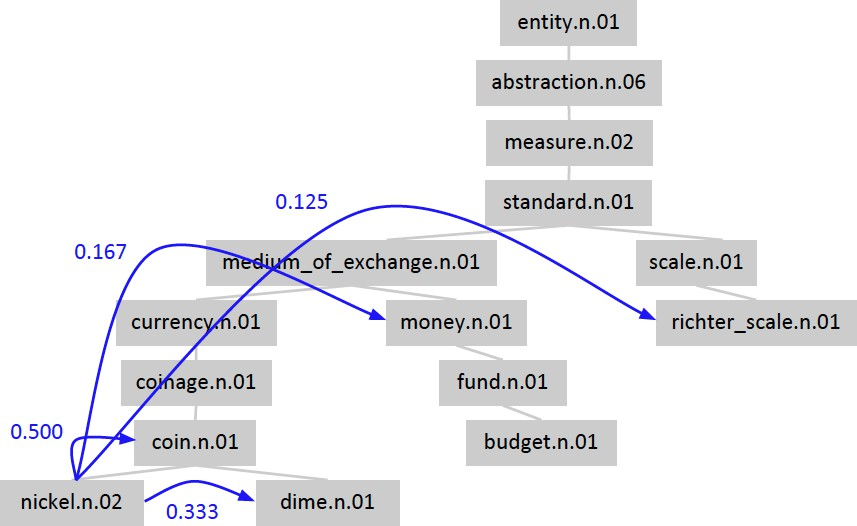 entity.n.01
abstraction.n.06
measure.n.02
standard.n.01
0.125
0.167
medium_of_exchange.n.01
scale.n.01
currency.n.01
money.n.01
richter_scale.n.01
coinage.n.01
fund.n.01
0.500
coin.n.01
budget.n.01
nickel.n.02
0.333
dime.n.01